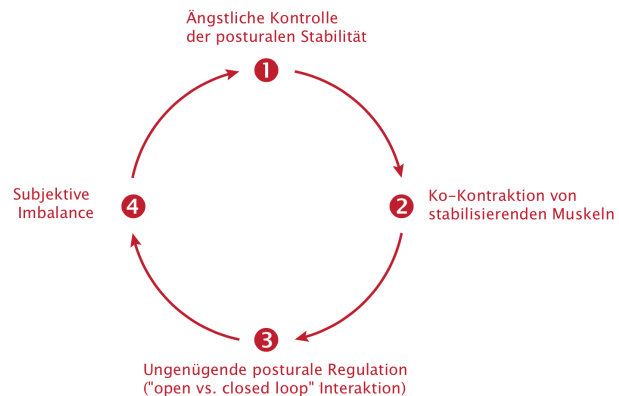 Ängstliche Kontrolle
der posturalen Stabilität
1
2
Ko-Kontraktion von
stabilisierenden Muskeln
3
Ungenügende posturale Regulation
("open vs. closed loop" Interaktion)
4
Subjektive
Imbalance